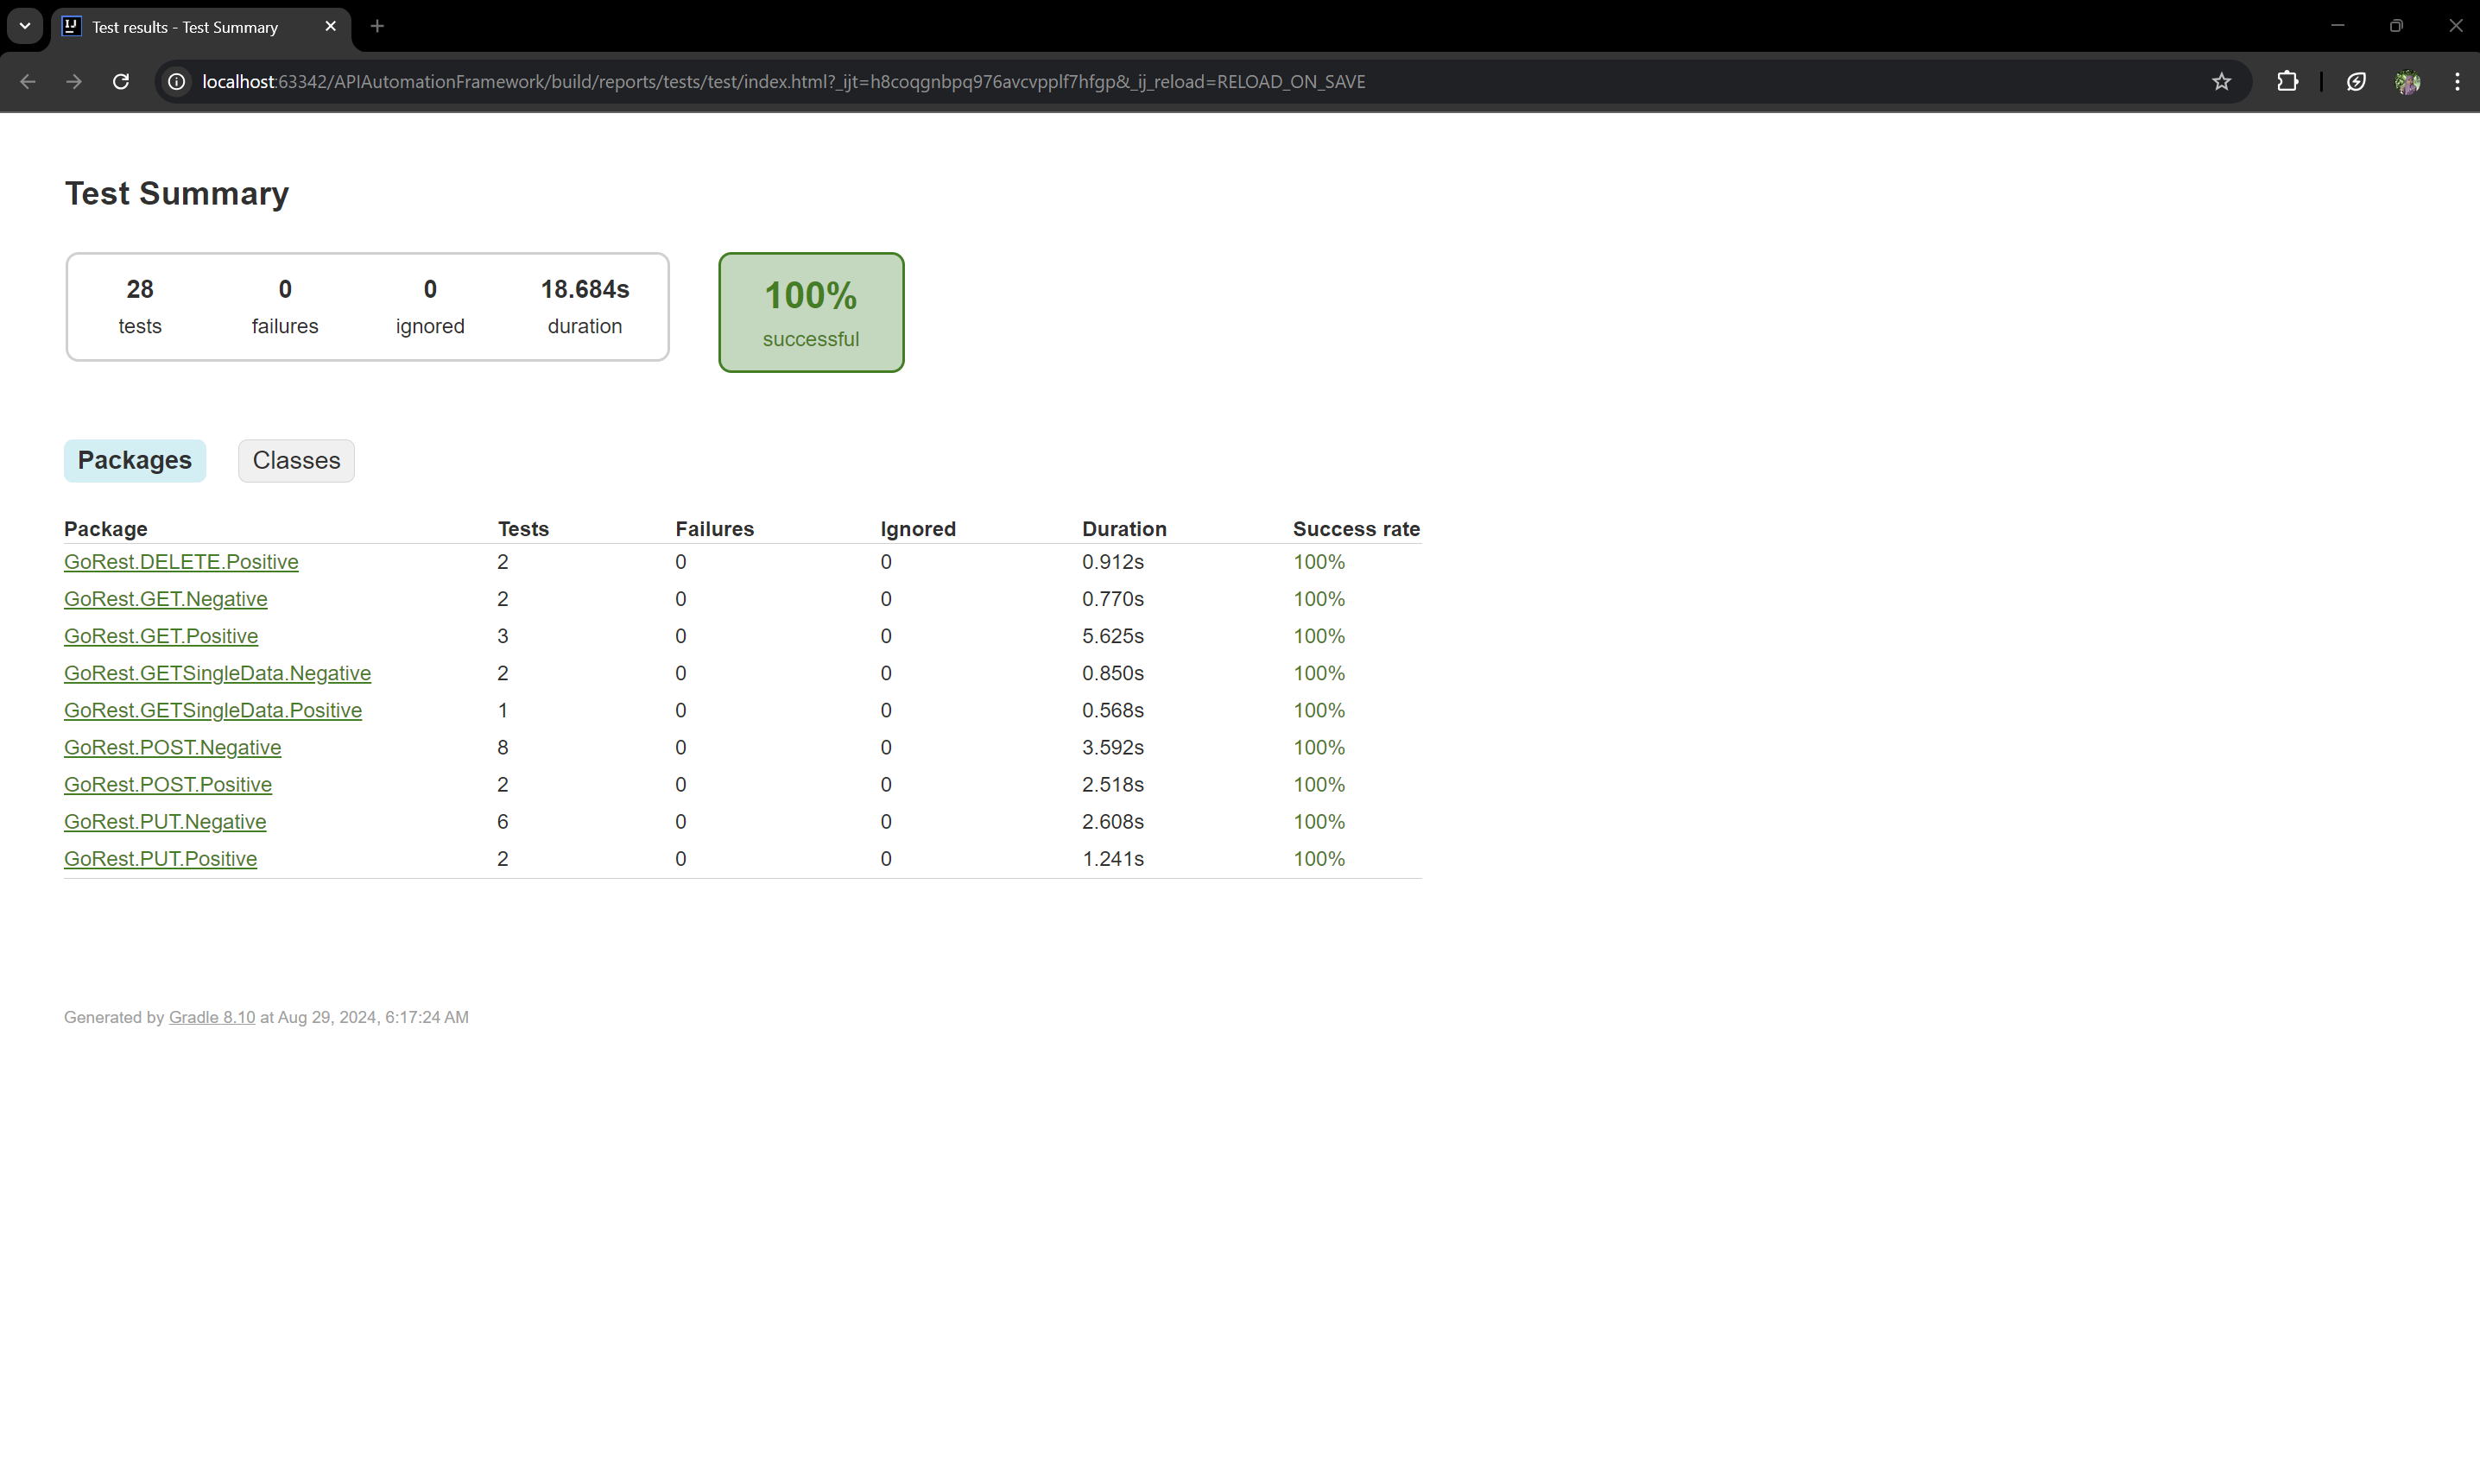 Test results - Test Summary
localhost:63342/APIAutomationFramework/build/reports/tests/test/index.html?_ijt=h8coqgnbpq976avcvpplf7hfgp&_ij_reload=RELOAD_ON_SAVE
Test Summary
28 0 0 18.684s
tests failures ignored duration
100%
successful
Packages Classes
Package Tests Failures Ignored Duration Success rate
GoRest.DELETE.Positive 2 0 0 0.912s 100%
GoRest.GET.Negative 2 0 0 0.770s 100%
GoRest.GET.Positive 3 0 0 5.625s 100%
GoRest.GETSingleData.Negative 2 0 0 0.850s 100%
GoRest.GETSingleData.Positive 1 0 0 0.568s 100%
GoRest.POST.Negative 8 0 0 3.592s 100%
GoRest.POST.Positive 2 0 0 2.518s 100%
GoRest.PUT.Negative 6 0 0 2.608s 100%
GoRest.PUT.Positive 2 0 0 1.241s 100%
Generated by Gradle 8.10 at Aug 29, 2024, 6:17:24 AM